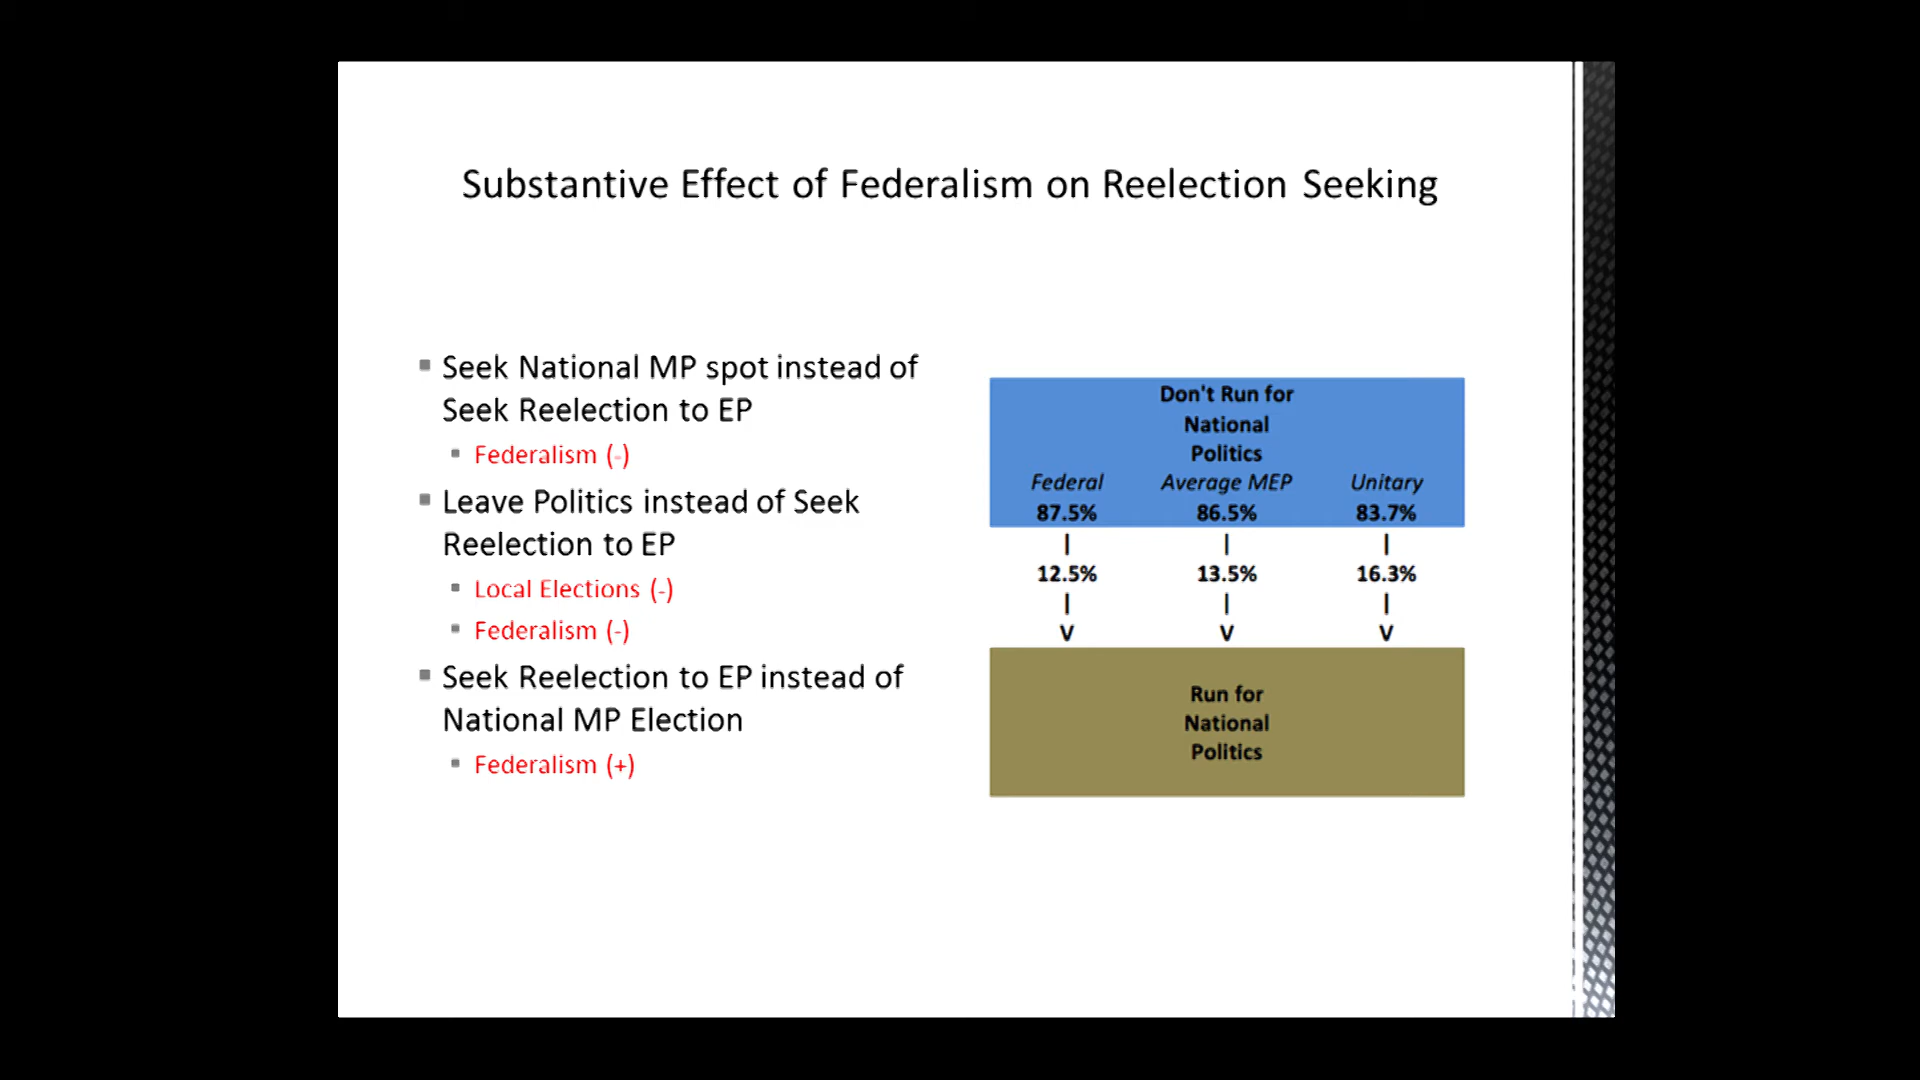 Substantive Effect of Federalism on Reelection Seeking
Seek National MP spot instead of
Seek Reelection to EP
Federalism (-)
Leave Politics instead of Seek
Reelection to EP
Local Elections (-)
Federalism (-)
Seek Reelection to EP instead of
National MP Election
Federalism (+)
Don't Run for
National
Politics
Federal Average MEP Unitary
87.5% 86.5% 83.7%
| | |
12.5% 13.5% 16.3%
| | |
V V V
Run for
National
Politics